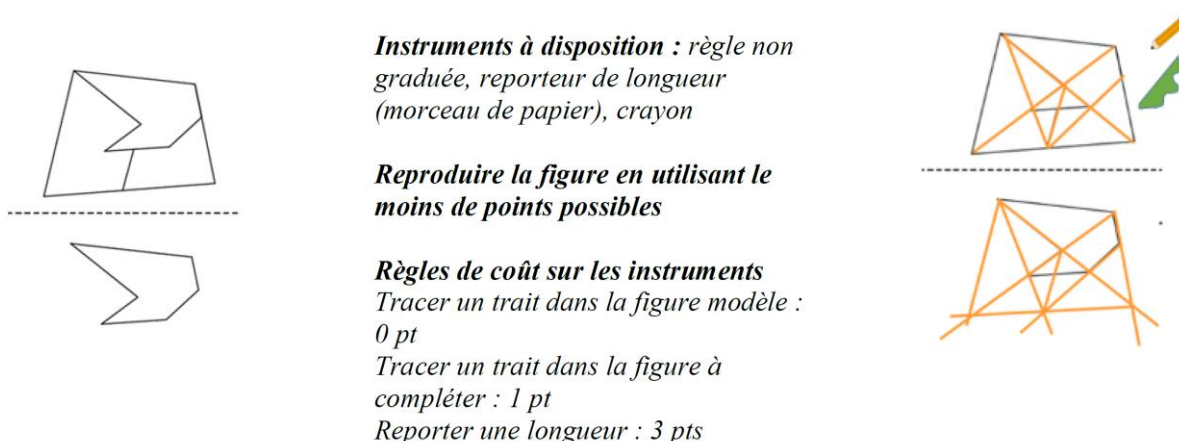 Instruments à disposition : règle non
graduée, reporteur de longueur
(morceau de papier), crayon
Reproduire la figure en utilisant le
moins de points possibles
Règles de coût sur les instruments
Tracer un trait dans la figure modèle :
0 pt
Tracer un trait dans la figure à
compléter : 1 pt
Reporter une longueur : 3 pts